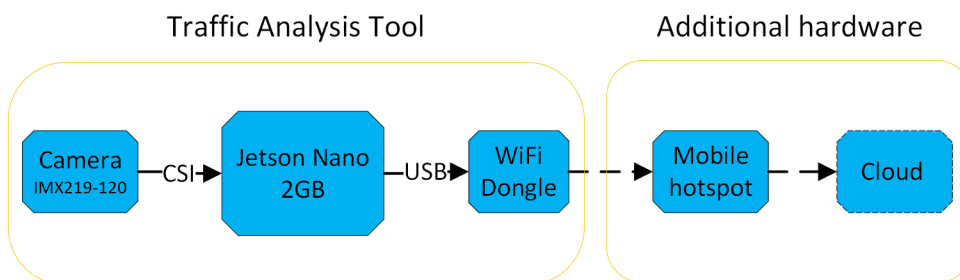 Traffic Analysis Tool
Additional hardware
Camera
IMX219-120
CSI
Jetson Nano
2GB
USB
WiFi
Dongle
Mobile
hotspot
Cloud